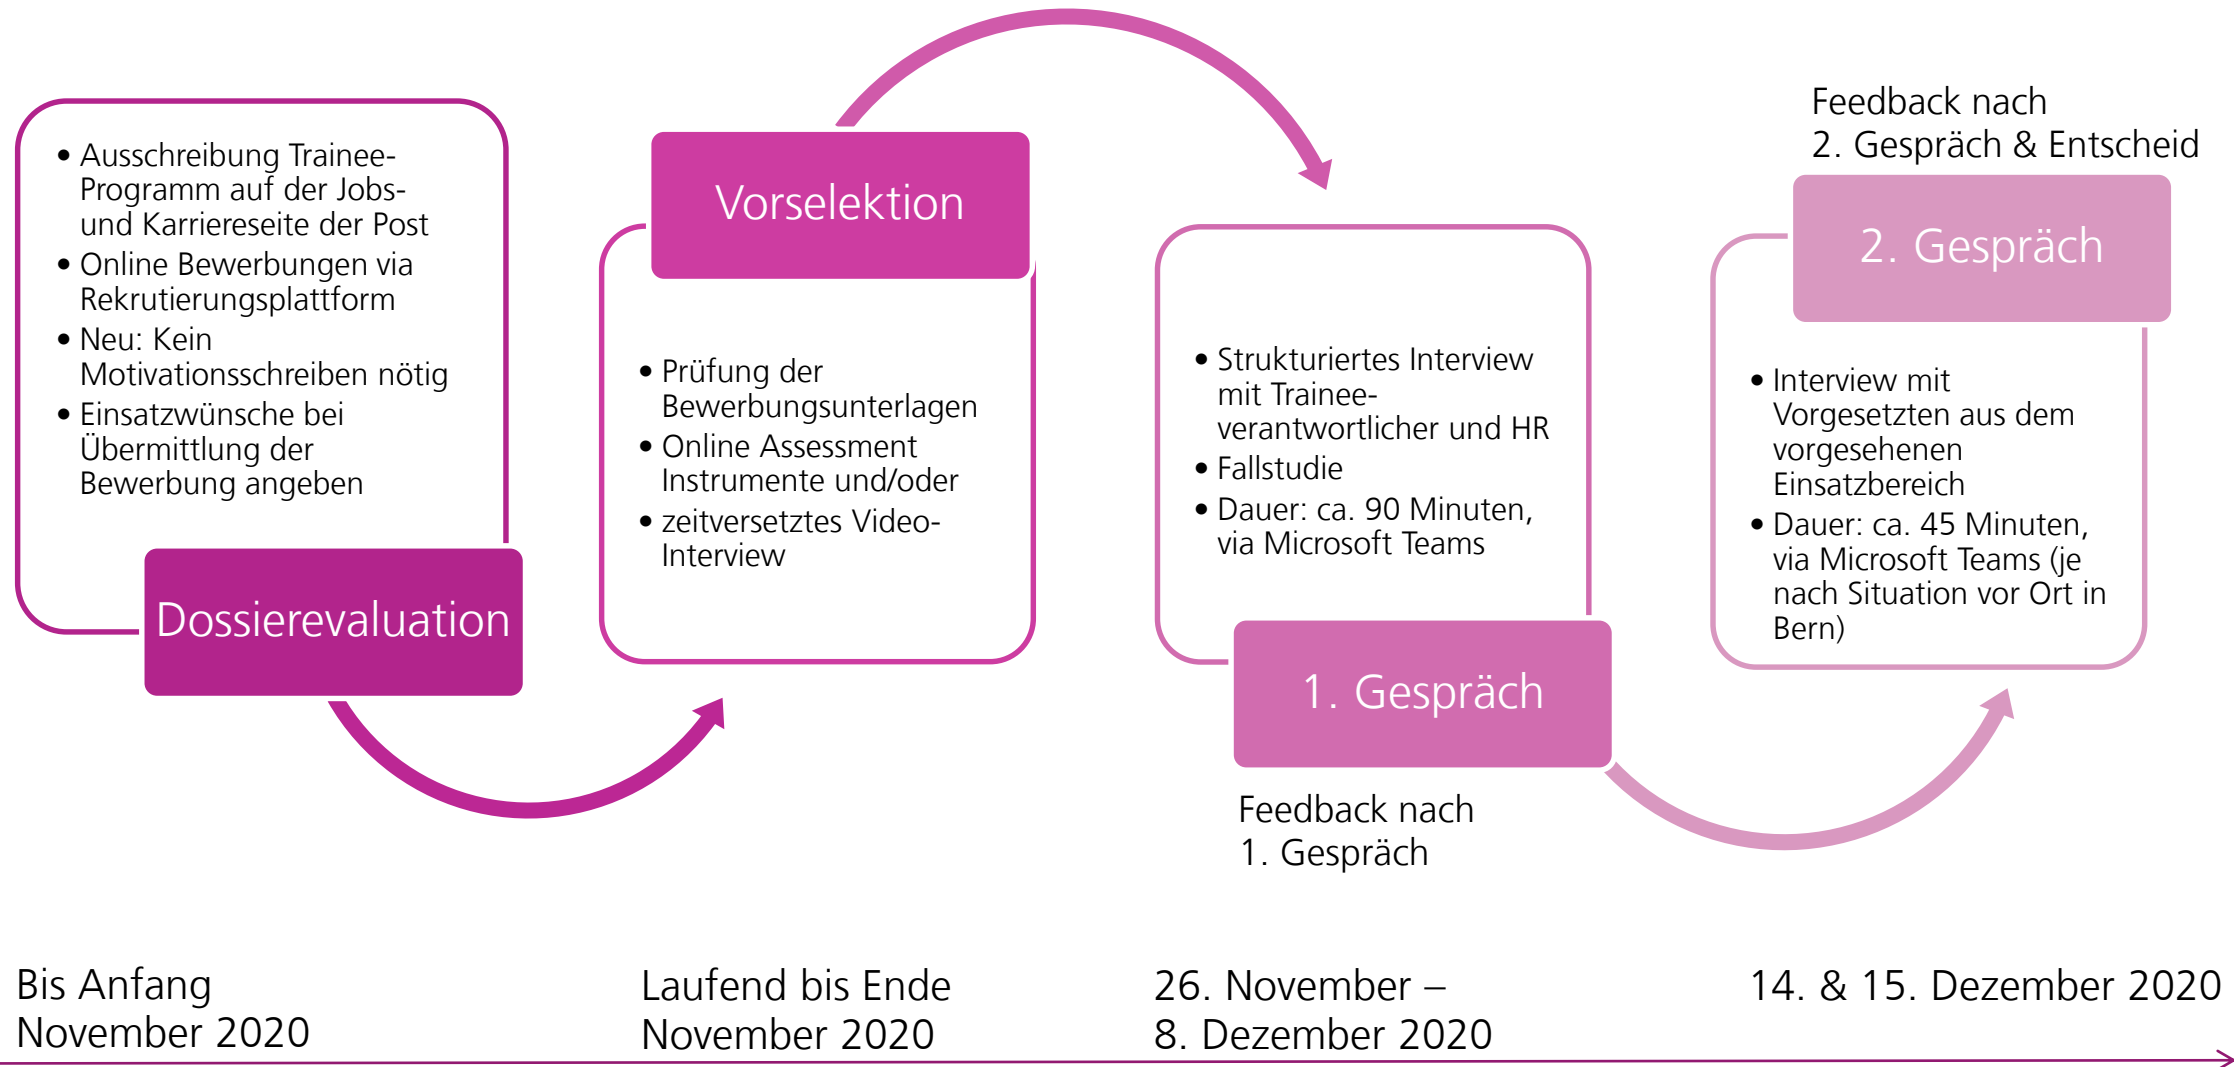 • Ausschreibung Trainee-
Programm auf der Jobs-
und Karriereseite der Post
• Online Bewerbungen via
Rekrutierungsplattform
• Neu: Kein
Motivationsschreiben nötig
• Einsatzwünsche bei
Übermittlung der
Bewerbung angeben
Dossierevaluation
Vorselektion
• Prüfung der
Bewerbungsunterlagen
• Online Assessment
Instrumente und/oder
• zeitversetztes Video-
Interview
• Strukturiertes Interview
mit Trainee-
verantwortlicher und HR
• Fallstudie
• Dauer: ca. 90 Minuten,
via Microsoft Teams
1. Gespräch
Feedback nach
1. Gespräch
Feedback nach
2. Gespräch & Entscheid
2. Gespräch
• Interview mit
Vorgesetzten aus dem
vorgesehenen
Einsatzbereich
• Dauer: ca. 45 Minuten,
via Microsoft Teams (je
nach Situation vor Ort in
Bern)
Bis Anfang
November 2020
Laufend bis Ende
November 2020
26. November –
8. Dezember 2020
14. & 15. Dezember 2020